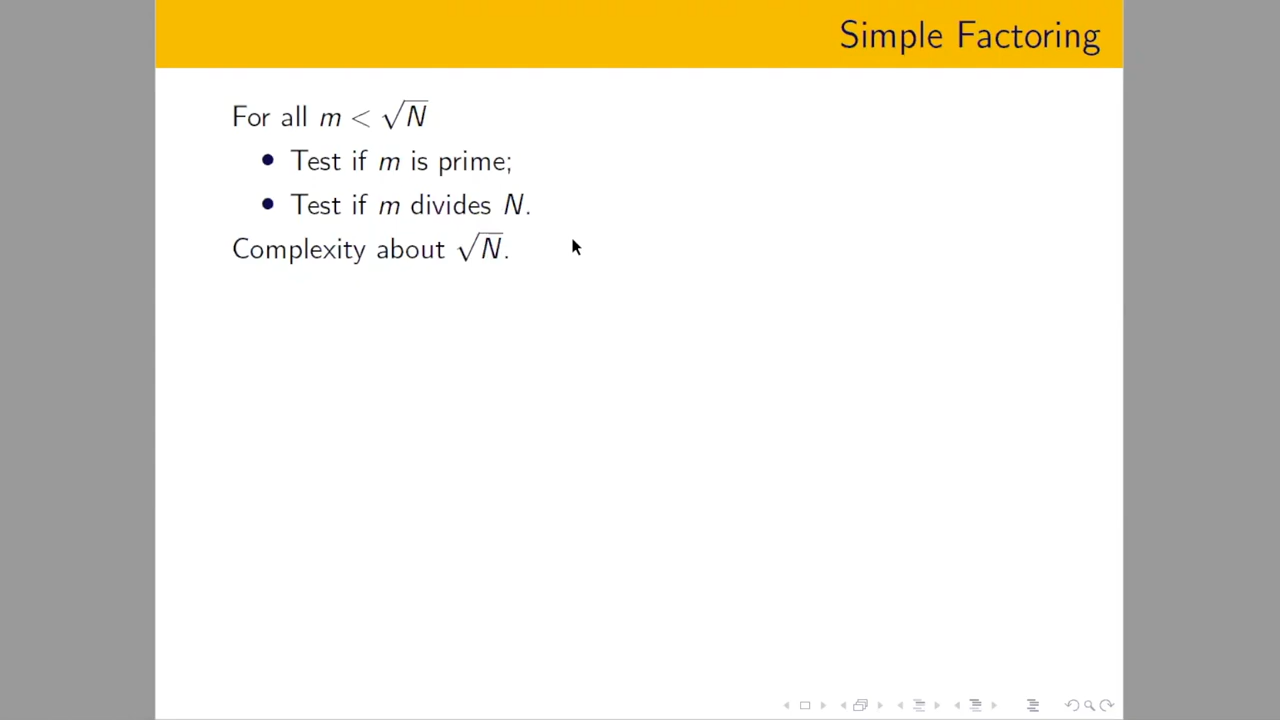 Simple Factoring
For all m < √N
• Test if m is prime;
• Test if m divides N.
Complexity about √N.